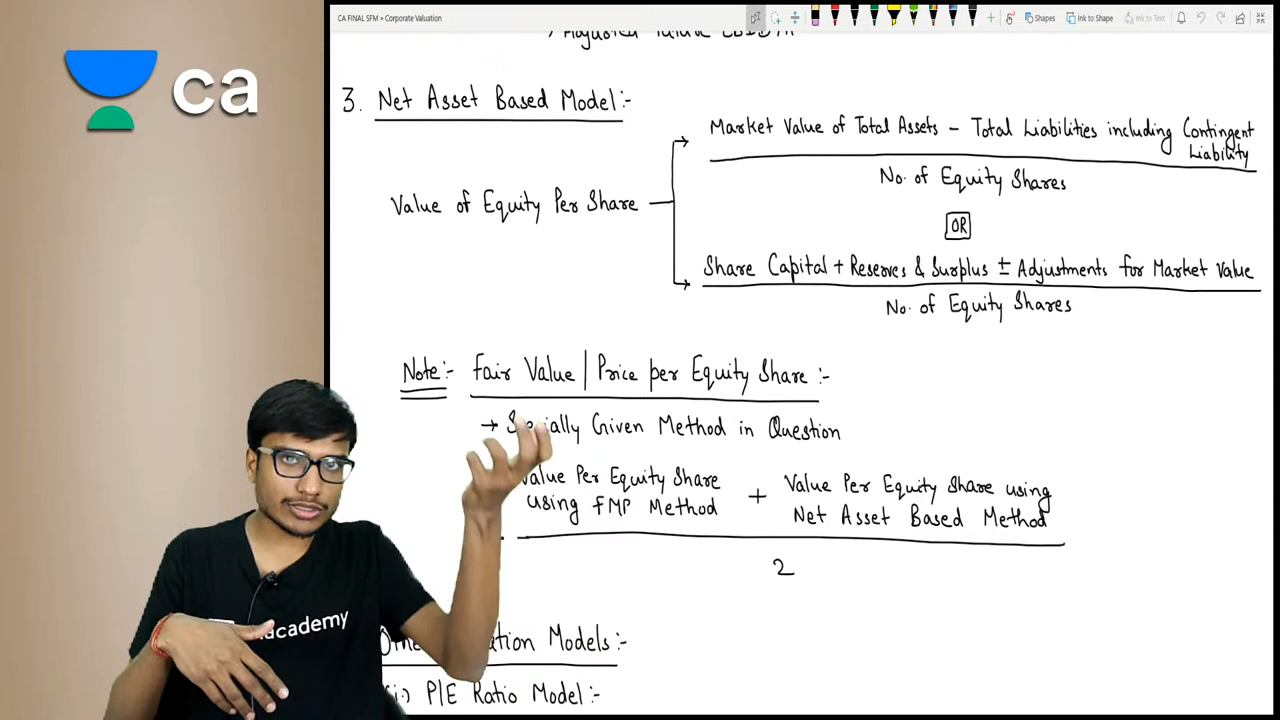 CA FINAL SFM > Corporate Valuation
Shapes
Ink to Shape
Ink to Text
ca
3. Net Asset Based Model:-
Value of Equity Per Share
Market Value of Total Assets - Total Liabilities including Contingent
Liability
No. of Equity Shares
OR
Share Capital + Reserves & Surplus ± Adjustments for Market Value
No. of Equity Shares
Note:- Fair Value | Price per Equity Share :-
→ Given Method in Question
Value Per Equity Share
using FMP Method
+
Value Per Equity Share using
Net Asset Based Method
2
Models:-
P/E Ratio Model:-